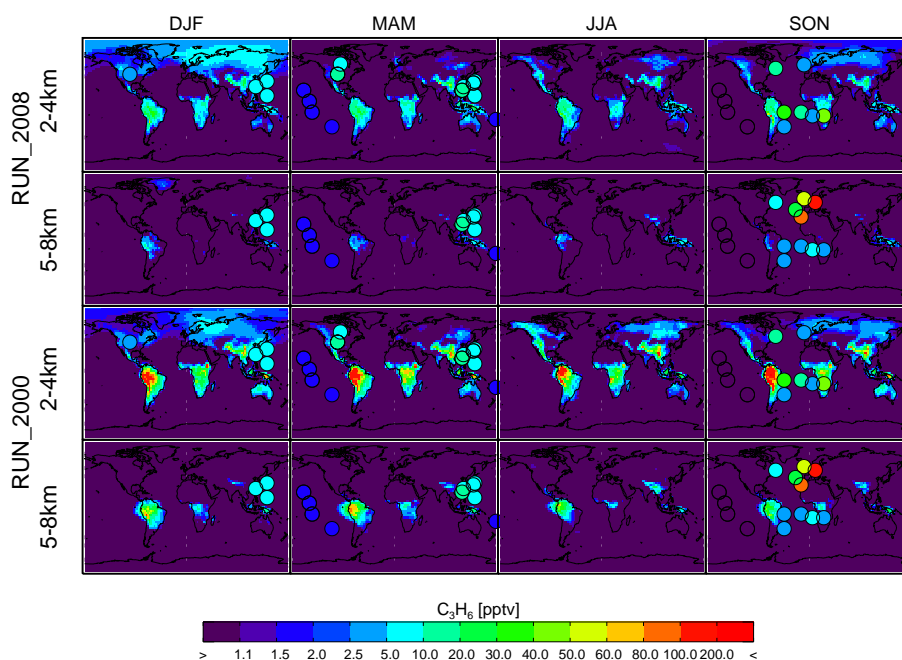 DJF MAM JJA SON
RUN_2008
2-4km
5-8km
RUN_2000
2-4km
5-8km
C₃H₆ [pptv]
> 1.1 1.5 2.0 2.5 5.0 10.0 20.0 30.0 40.0 50.0 60.0 80.0 100.0 200.0 <